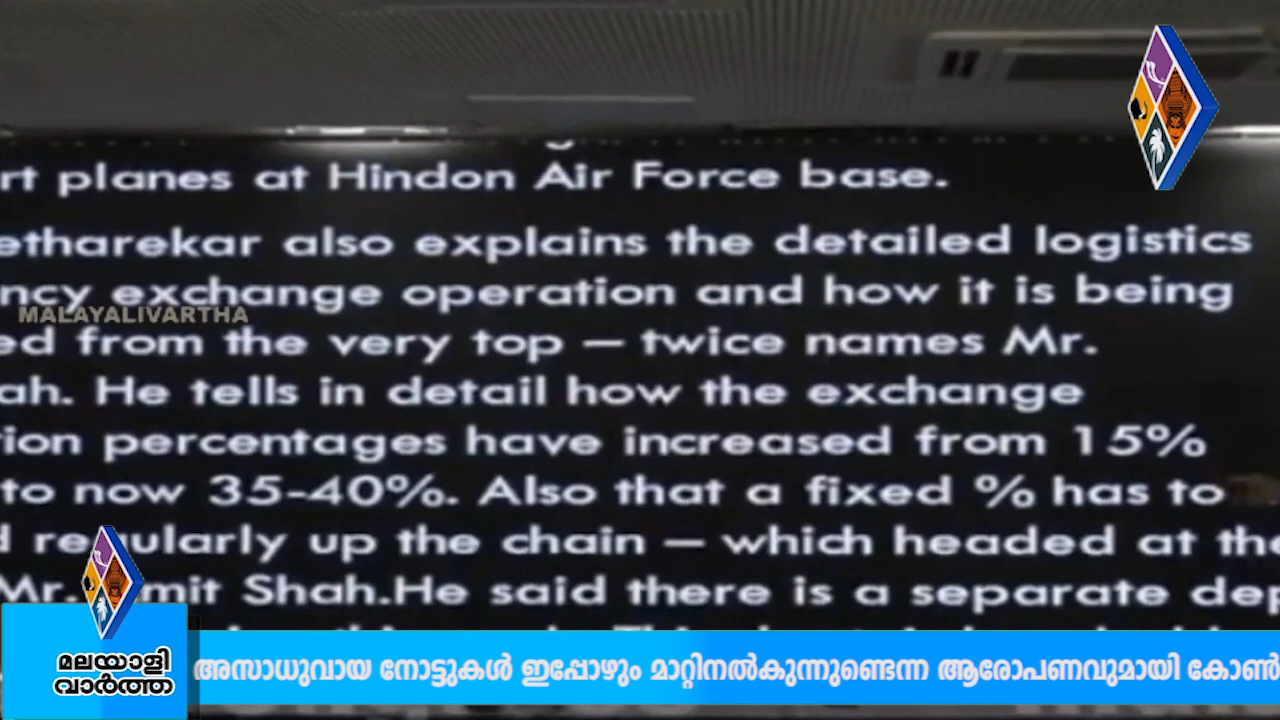 rt planes at Hindon Air Force base.
etharekar also explains the detailed logistics
ncy exchange operation and how it is being
MALAYALIVARTHA
ed from the very top – twice names Mr.
ah. He tells in detail how the exchange
tion percentages have increased from 15%
to now 35-40%. Also that a fixed % has to
d regularly up the chain – which headed at the
Mr. mit Shah.He said there is a separate dep
മലയാളി
വാർത്ത
അസാധുവായ നോട്ടുകൾ ഇപ്പോഴും മാറ്റിനൽകുന്നുണ്ടെന്ന ആരോപണവുമായി കോൺ